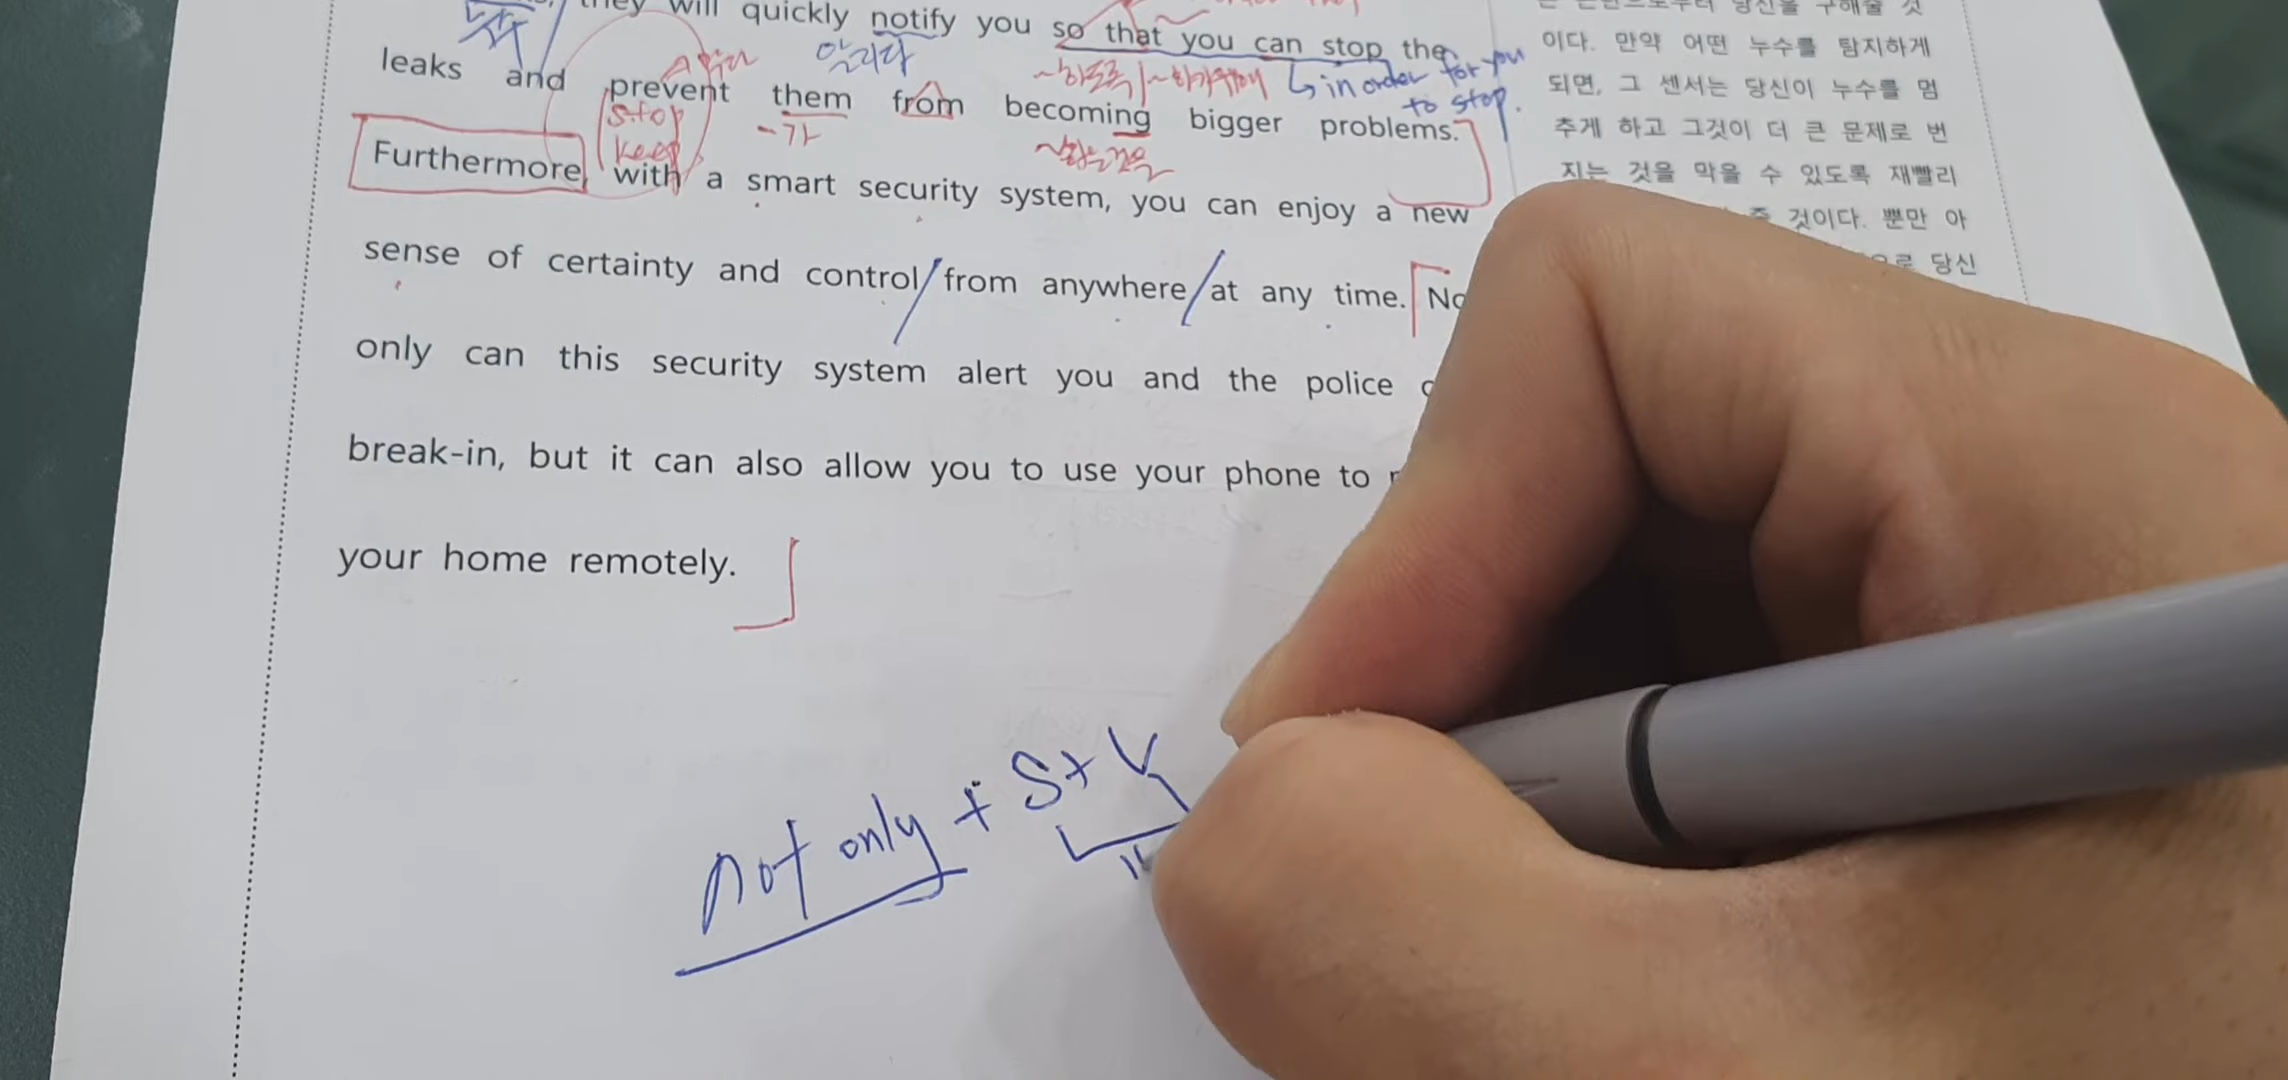 they will quickly notify you so that you can stop the
leaks and prevent them from becoming bigger problems.
Furthermore, with a smart security system, you can enjoy a new
sense of certainty and control from anywhere at any time.
only can this security system alert you and the police
break-in, but it can also allow you to use your phone to
your home remotely.
누수
알리다
~하도록/~하기위해
in order for you
to stop.
stop
keep
-가
~하는것을
not only + S + V
이다. 만약 어떤 누수를 탐지하게
되면, 그 센서는 당신이 누수를 멈
추게 하고 그것이 더 큰 문제로 번
지는 것을 막을 수 있도록 재빨리
것이다. 뿐만 아
당신